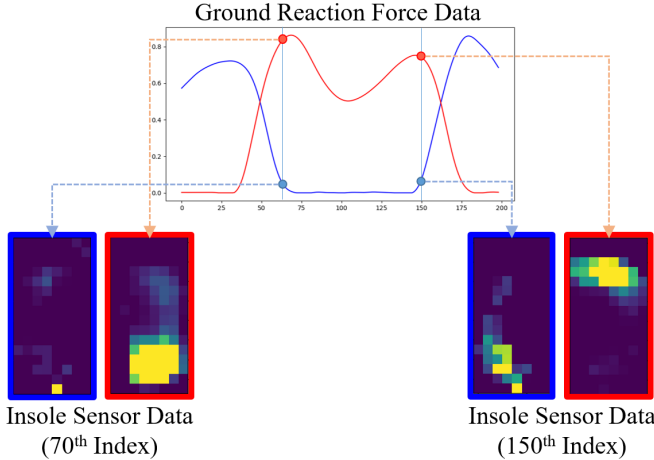 Ground Reaction Force Data
0.8
0.6
0.4
0.2
0.0
0 25 50 75 100 125 150 175 200
Insole Sensor Data
(70th Index)
Insole Sensor Data
(150th Index)